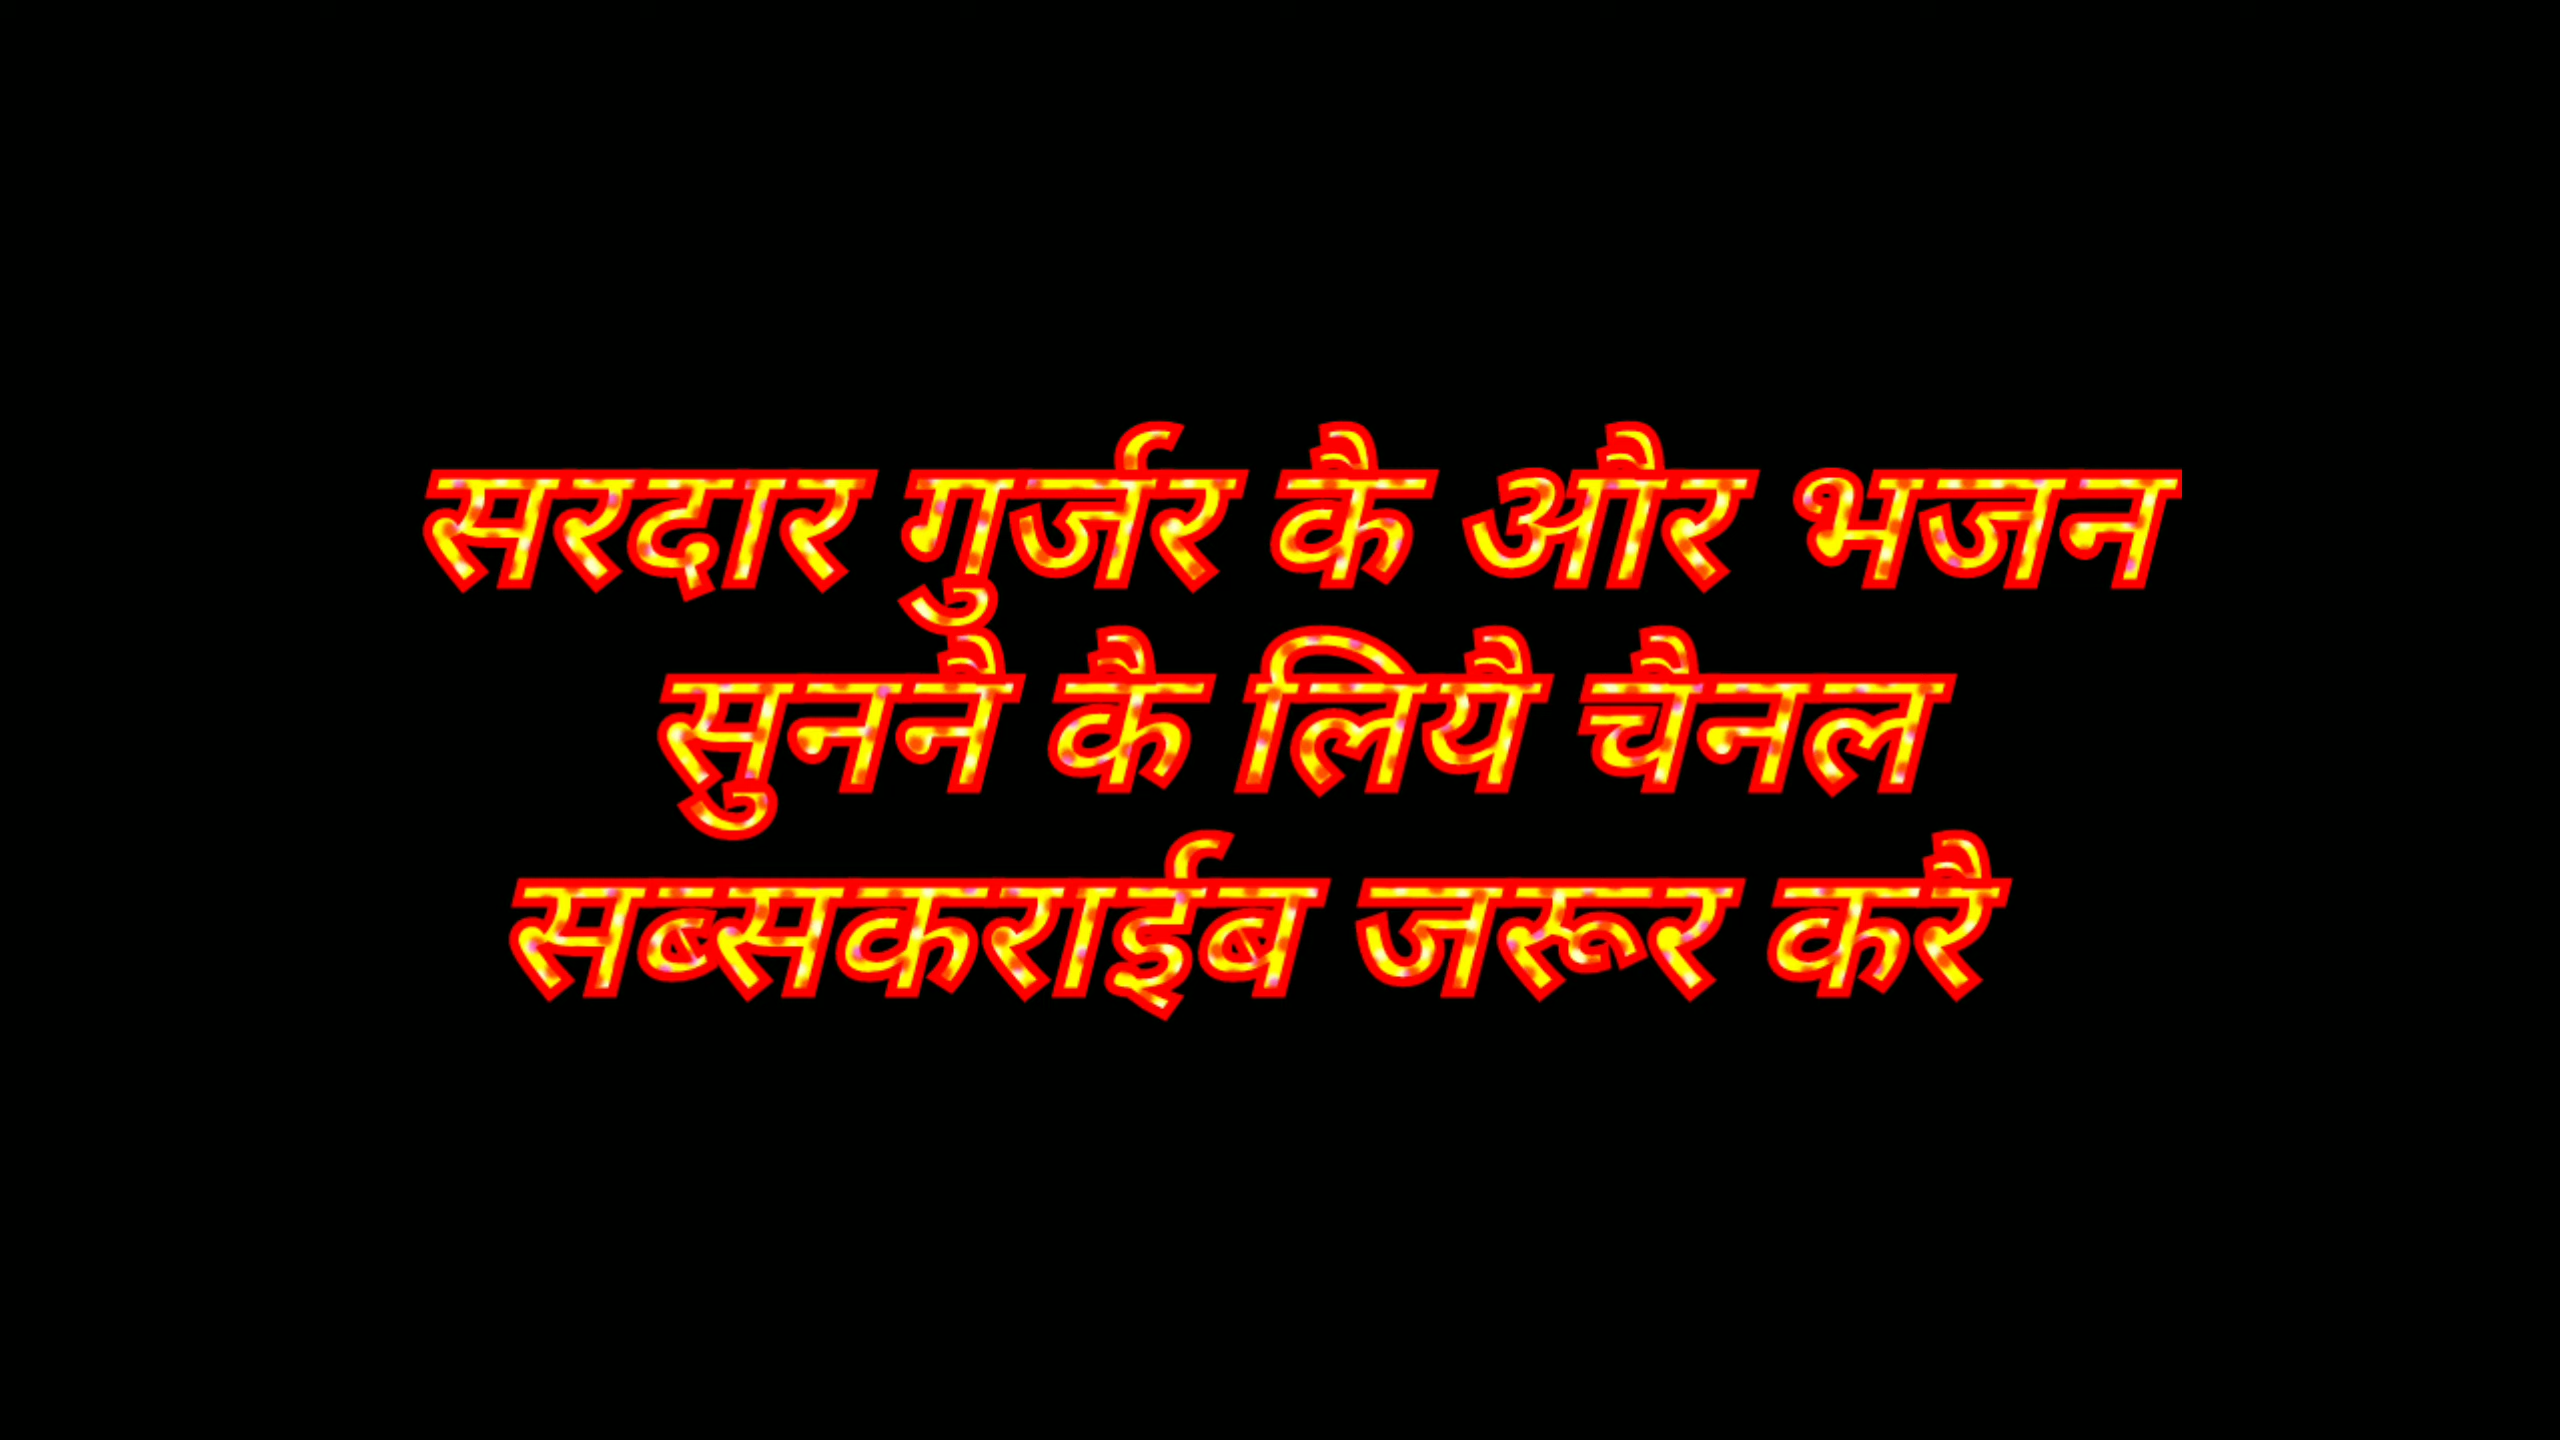 सरदार गुर्जर कै और भजन
सुननै कै लियै चैनल
सब्सकराईब जरूर करै